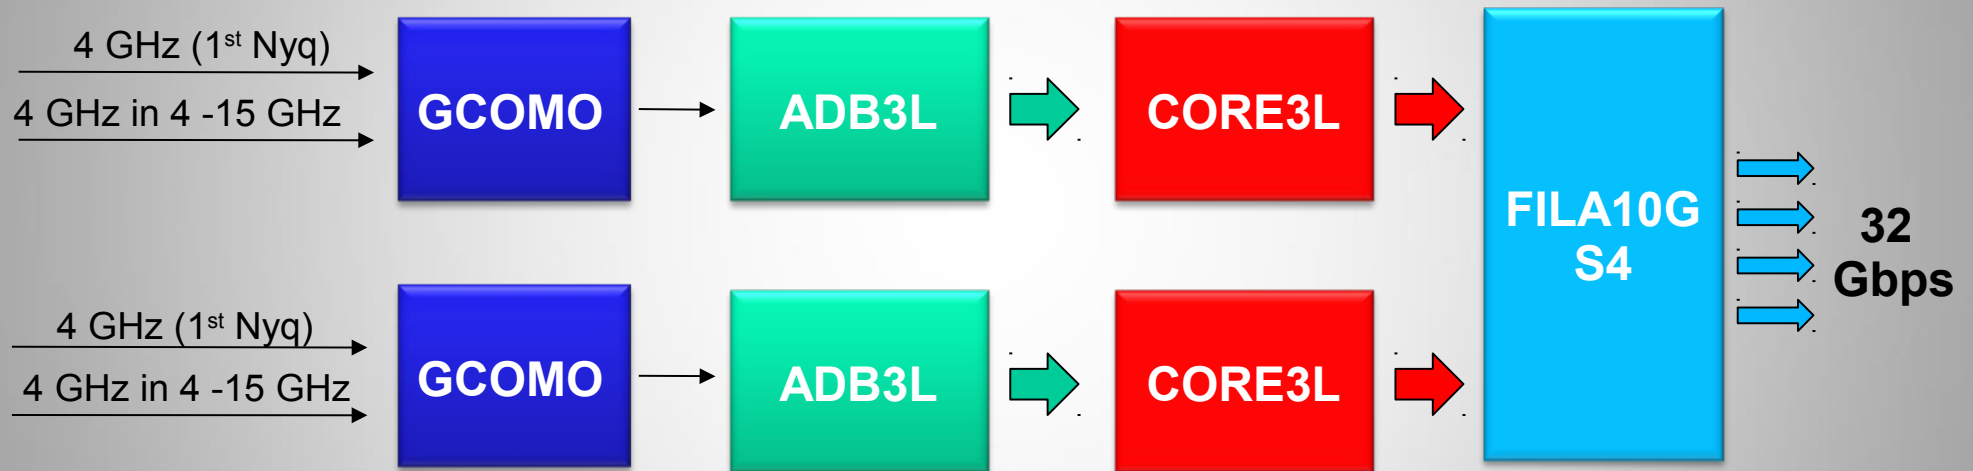 4 GHz (1st Nyq)
4 GHz in 4 -15 GHz
GCOMO
ADB3L
CORE3L
FILA10G
S4
32
Gbps
4 GHz (1st Nyq)
4 GHz in 4 -15 GHz
GCOMO
ADB3L
CORE3L